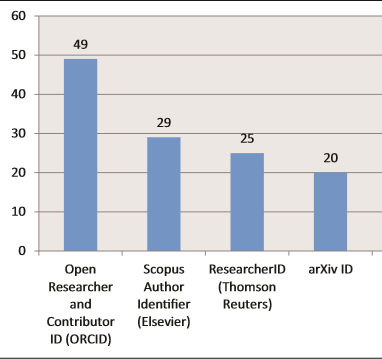 60
50
40
30
20
10
0
49
29
25
20
Open
Researcher
and
Contributor
ID (ORCID)
Scopus
Author
Identifier
(Elsevier)
ResearcherID
(Thomson
Reuters)
arXiv ID